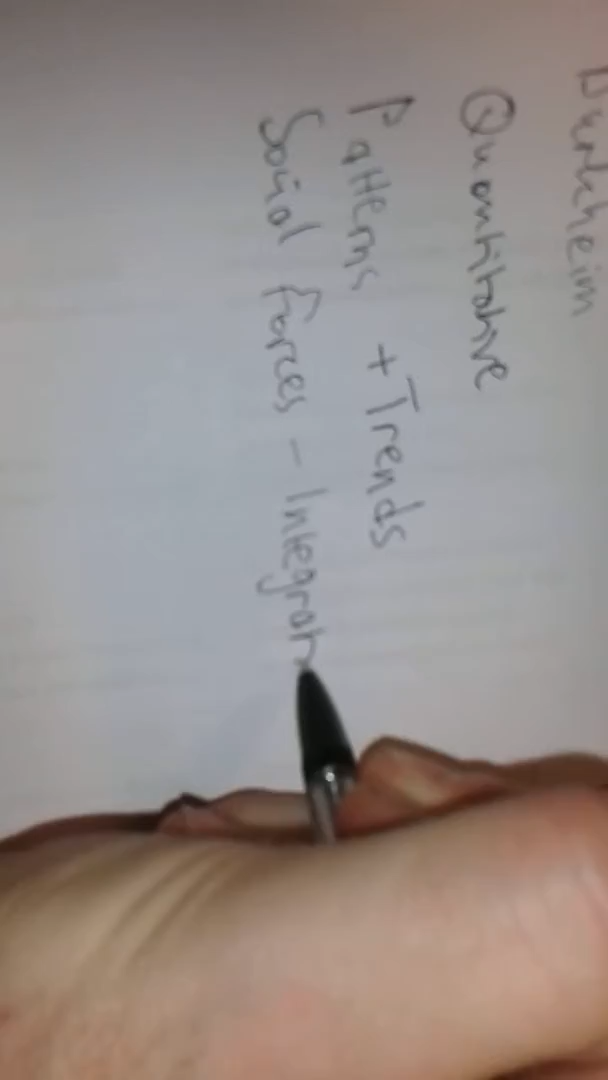 Durkheim
Quantitative
Patterns + Trends
Social Forces - Integrat